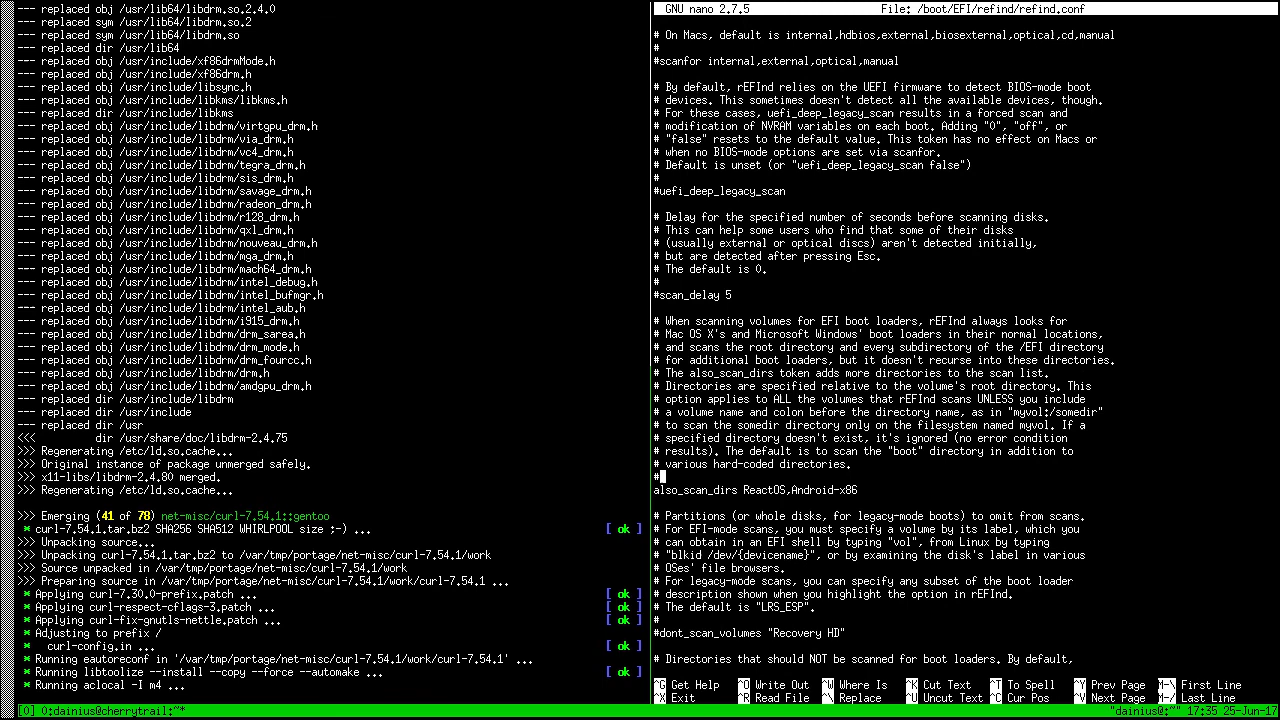 --- replaced obj /usr/lib64/libdrm.so.2.4.0
--- replaced sym /usr/lib64/libdrm.so.2
--- replaced sym /usr/lib64/libdrm.so
--- replaced dir /usr/lib64
--- replaced obj /usr/include/xf86drmMode.h
--- replaced obj /usr/include/xf86drm.h
--- replaced obj /usr/include/libsync.h
--- replaced obj /usr/include/libkms/libkms.h
--- replaced dir /usr/include/libkms
--- replaced obj /usr/include/libdrm/virtgpu_drm.h
--- replaced obj /usr/include/libdrm/via_drm.h
--- replaced obj /usr/include/libdrm/vc4_drm.h
--- replaced obj /usr/include/libdrm/tegra_drm.h
--- replaced obj /usr/include/libdrm/sis_drm.h
--- replaced obj /usr/include/libdrm/savage_drm.h
--- replaced obj /usr/include/libdrm/radeon_drm.h
--- replaced obj /usr/include/libdrm/r128_drm.h
--- replaced obj /usr/include/libdrm/qxl_drm.h
--- replaced obj /usr/include/libdrm/nouveau_drm.h
--- replaced obj /usr/include/libdrm/mga_drm.h
--- replaced obj /usr/include/libdrm/mach64_drm.h
--- replaced obj /usr/include/libdrm/intel_debug.h
--- replaced obj /usr/include/libdrm/intel_bufmgr.h
--- replaced obj /usr/include/libdrm/intel_aub.h
--- replaced obj /usr/include/libdrm/i915_drm.h
--- replaced obj /usr/include/libdrm/drm_sarea.h
--- replaced obj /usr/include/libdrm/drm_mode.h
--- replaced obj /usr/include/libdrm/drm_fourcc.h
--- replaced obj /usr/include/libdrm/drm.h
--- replaced obj /usr/include/libdrm/amdgpu_drm.h
--- replaced dir /usr/include/libdrm
--- replaced dir /usr/include
--- replaced dir /usr
<<<          dir /usr/share/doc/libdrm-2.4.75
>>> Regenerating /etc/ld.so.cache...
>>> Original instance of package unmerged safely.
>>> x11-libs/libdrm-2.4.80 merged.
>>> Regenerating /etc/ld.so.cache...
>>> Emerging (41 of 78) net-misc/curl-7.54.1::gentoo
* curl-7.54.1.tar.bz2 SHA256 SHA512 WHIRLPOOL size ;-) ... [ ok ]
>>> Unpacking source...
>>> Unpacking curl-7.54.1.tar.bz2 to /var/tmp/portage/net-misc/curl-7.54.1/work
>>> Source unpacked in /var/tmp/portage/net-misc/curl-7.54.1/work
>>> Preparing source in /var/tmp/portage/net-misc/curl-7.54.1/work/curl-7.54.1 ...
* Applying curl-7.30.0-prefix.patch ... [ ok ]
* Applying curl-respect-cflags-3.patch ... [ ok ]
* Applying curl-fix-gnutls-nettle.patch ... [ ok ]
* Adjusting to prefix /
*   curl-config.in ... [ ok ]
* Running eautoreconf in '/var/tmp/portage/net-misc/curl-7.54.1/work/curl-7.54.1' ...
* Running libtoolize --install --copy --force --automake ... [ ok ]
* Running aclocal -I m4 ...
GNU nano 2.7.5 File: /boot/EFI/refind/refind.conf
# On Macs, default is internal,hdbios,external,biosexternal,optical,cd,manual
#
#scanfor internal,external,optical,manual
# By default, rEFInd relies on the UEFI firmware to detect BIOS-mode boot
# devices. This sometimes doesn't detect all the available devices, though.
# For these cases, uefi_deep_legacy_scan results in a forced scan and
# modification of NVRAM variables on each boot. Adding "0", "off", or
# "false" resets to the default value. This token has no effect on Macs or
# when no BIOS-mode options are set via scanfor.
# Default is unset (or "uefi_deep_legacy_scan false")
#
#uefi_deep_legacy_scan
# Delay for the specified number of seconds before scanning disks.
# This can help some users who find that some of their disks
# (usually external or optical discs) aren't detected initially,
# but are detected after pressing Esc.
# The default is 0.
#
#scan_delay 5
# When scanning volumes for EFI boot loaders, rEFInd always looks for
# Mac OS X's and Microsoft Windows' boot loaders in their normal locations,
# and scans the root directory and every subdirectory of the /EFI directory
# for additional boot loaders, but it doesn't recurse into these directories.
# The also_scan_dirs token adds more directories to the scan list.
# Directories are specified relative to the volume's root directory. This
# option applies to ALL the volumes that rEFInd scans UNLESS you include
# a volume name and colon before the directory name, as in "myvol:/somedir"
# to scan the somedir directory only on the filesystem named myvol. If a
# specified directory doesn't exist, it's ignored (no error condition
# results). The default is to scan the "boot" directory in addition to
# various hard-coded directories.
#
also_scan_dirs ReactOS,Android-x86
# Partitions (or whole disks, for legacy-mode boots) to omit from scans.
# For EFI-mode scans, you must specify a volume by its label, which you
# can obtain in an EFI shell by typing "vol", from Linux by typing
# "blkid /dev/{devicename}", or by examining the disk's label in various
# OSes' file browsers.
# For legacy-mode scans, you can specify any subset of the boot loader
# description shown when you highlight the option in rEFInd.
# The default is "LRS_ESP".
#
#dont_scan_volumes "Recovery HD"
# Directories that should NOT be scanned for boot loaders. By default,
^G Get Help ^O Write Out ^W Where Is ^K Cut Text ^T To Spell ^Y Prev Page M-\ First Line
^X Exit ^R Read File ^\ Replace ^U Uncut Text ^C Cur Pos ^V Next Page M-/ Last Line
[0] 0:dainius@cherrytrail:~* "dainius@:~" 17:35 25-Jun-17